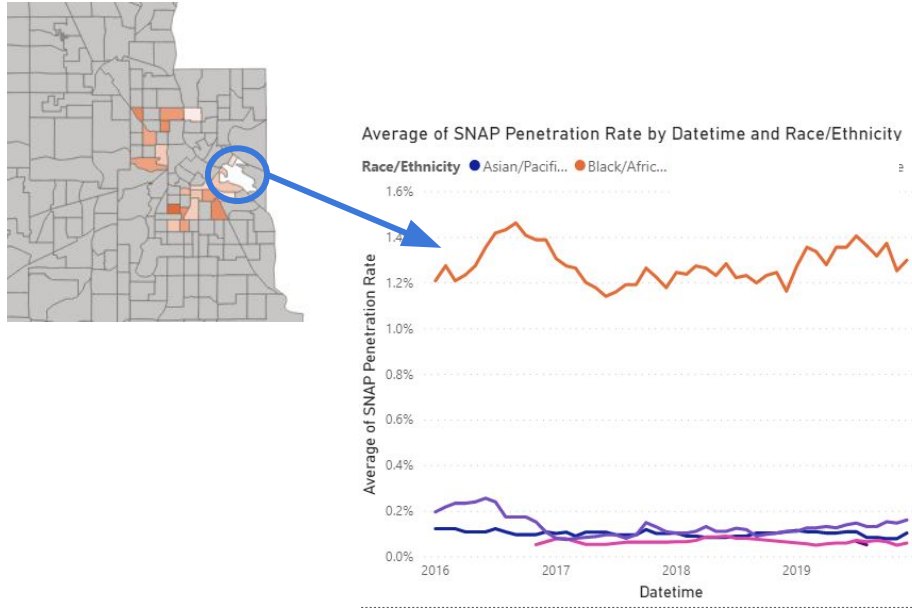 Average of SNAP Penetration Rate by Datetime and Race/Ethnicity
Race/Ethnicity Asian/Pacifi... Black/Afric... e
1.6%
1.4%
1.2%
1.0%
0.8%
0.6%
0.4%
0.2%
0.0%
Average of SNAP Penetration Rate
2016 2017 2018 2019
Datetime